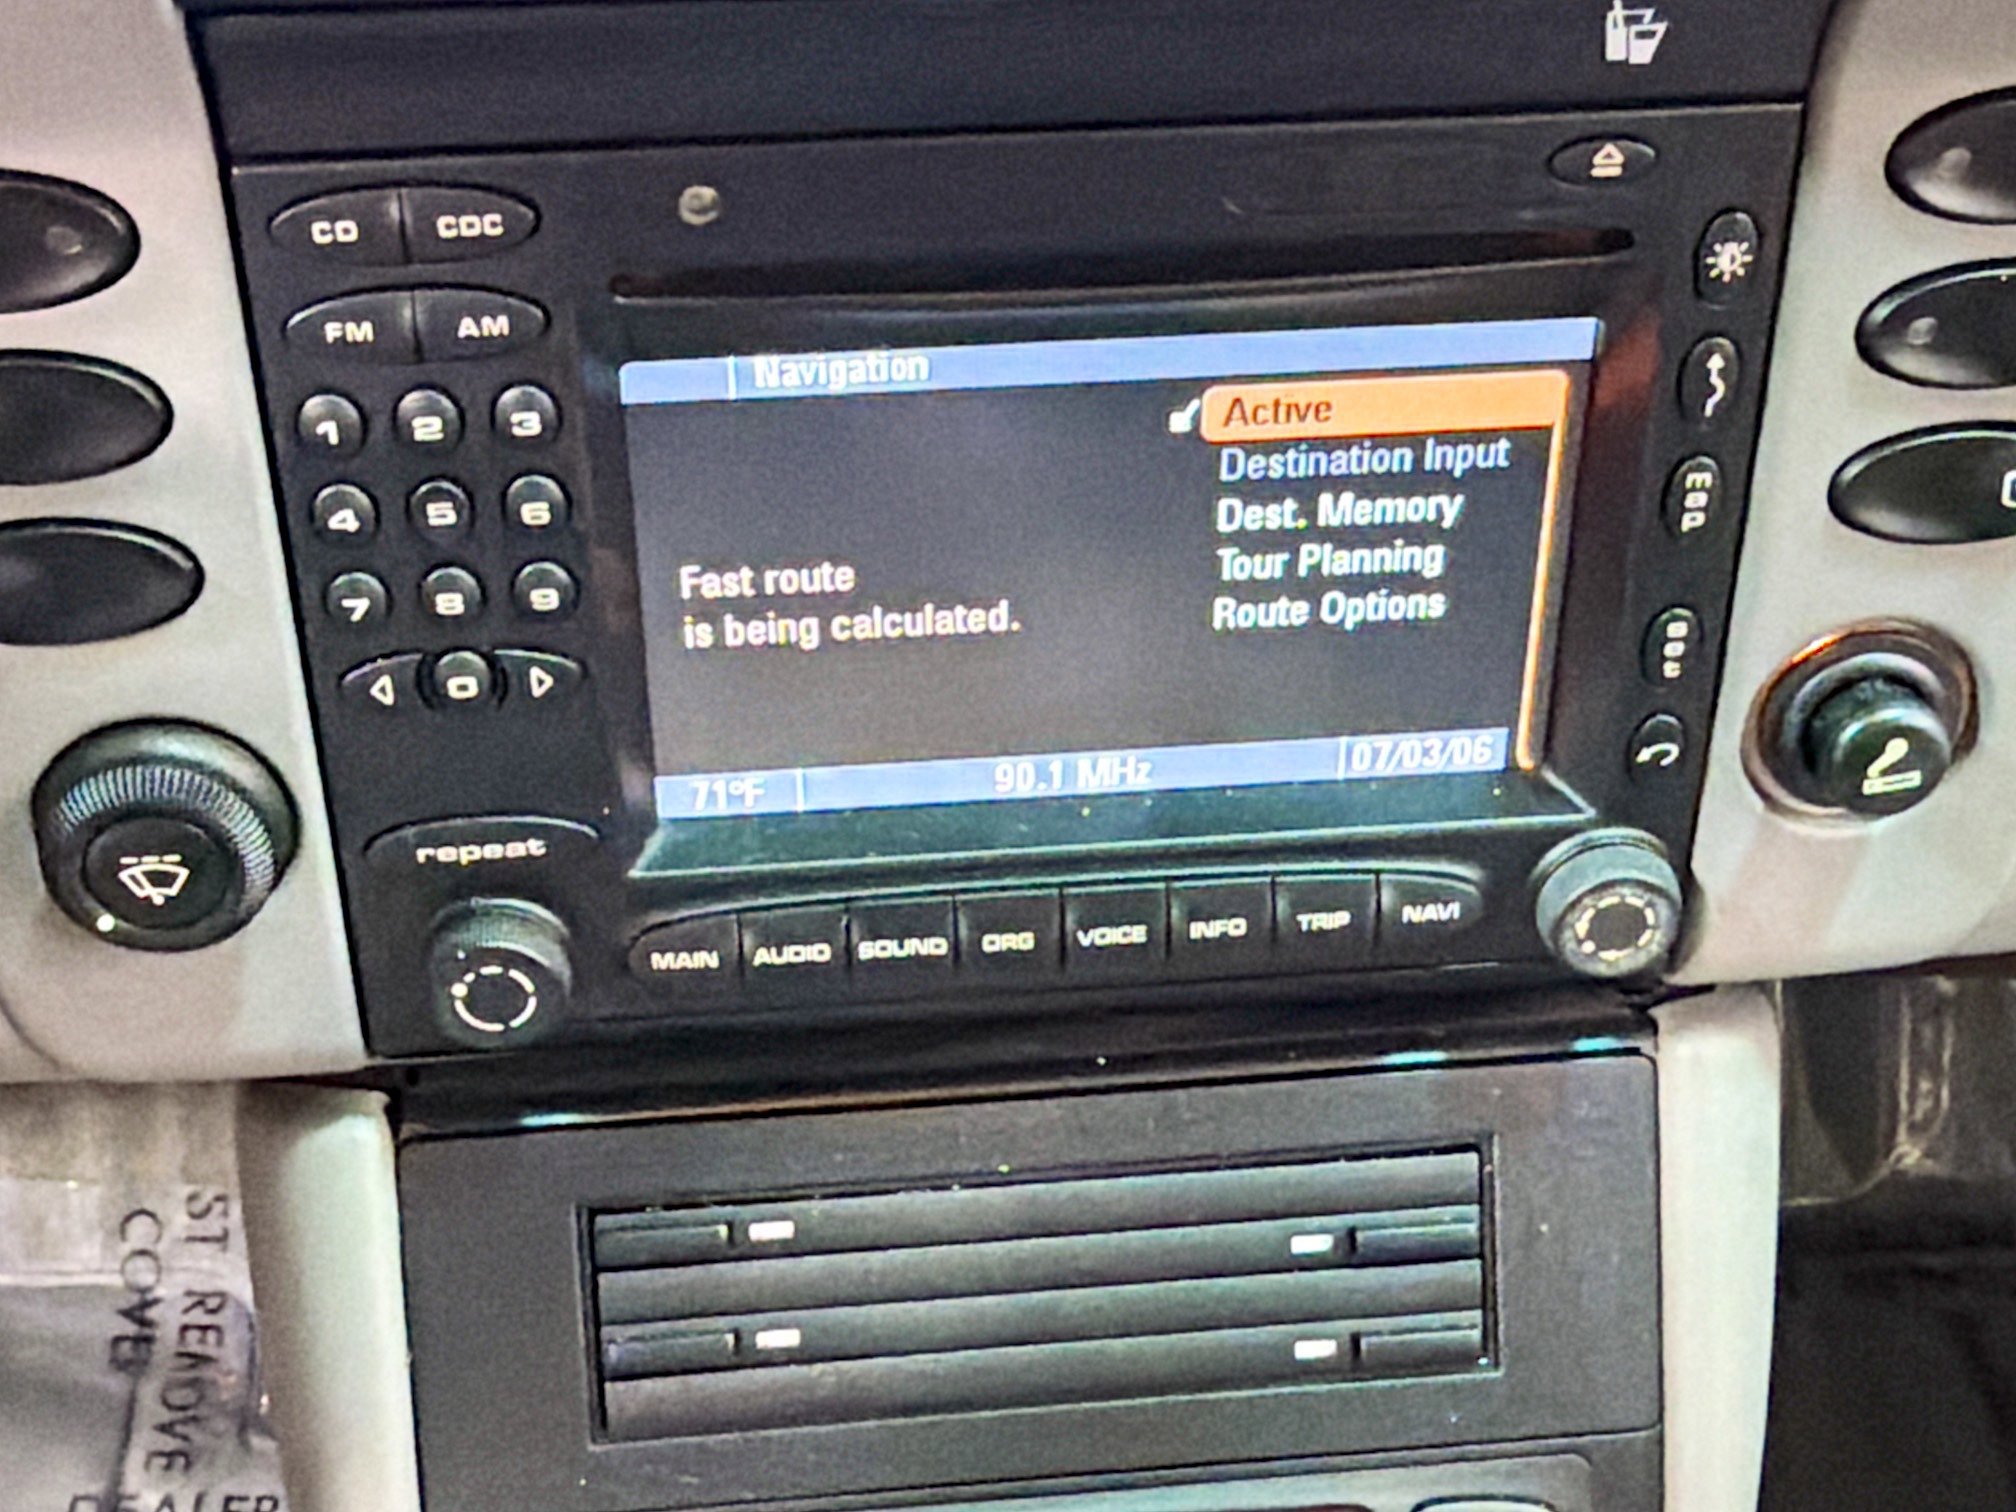 CD CDC
FM AM
1 2 3
4 5 6
7 8 9
0
repeat
Navigation
Active
Destination Input
Dest. Memory
Tour Planning
Route Options
Fast route
is being calculated.
71°F 90.1 MHz 07/03/06
map
set
MAIN AUDIO SOUND ORG VOICE INFO TRIP NAVI
ST REMOVE
COVE